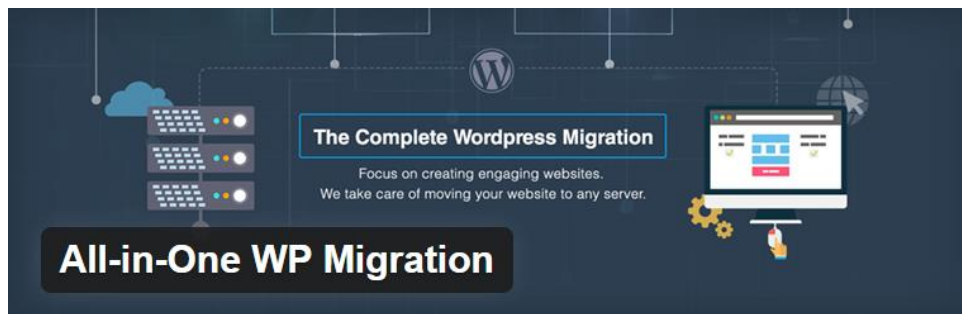 The Complete Wordpress Migration
Focus on creating engaging websites.
We take care of moving your website to any server.
All-in-One WP Migration